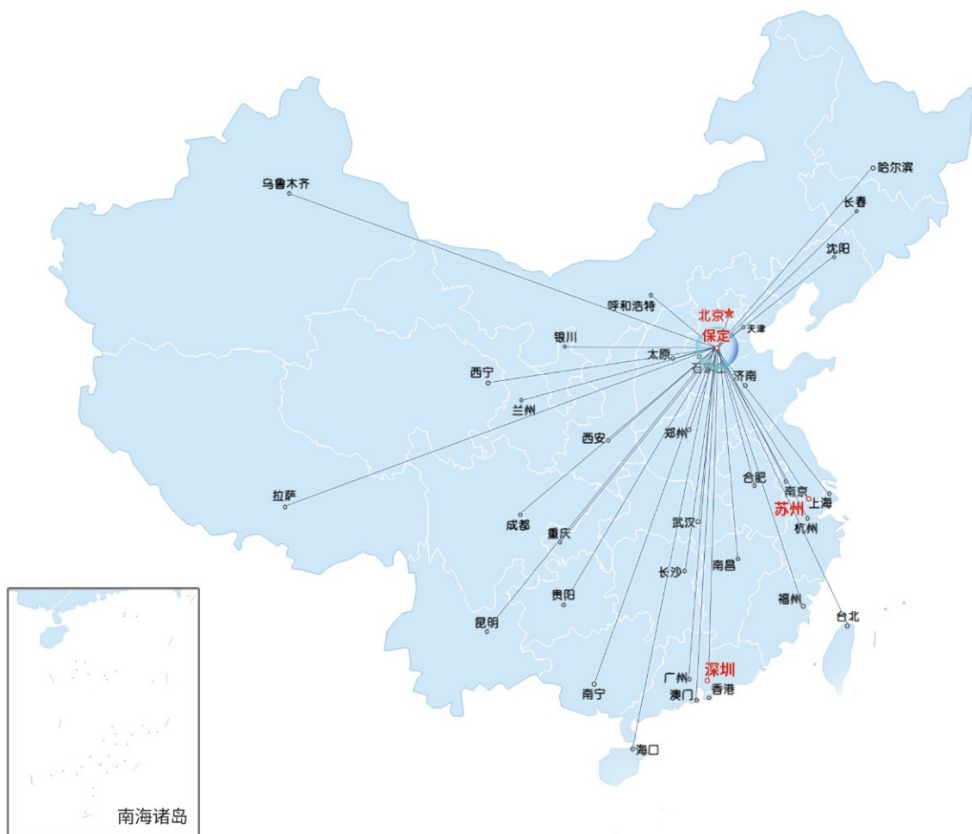 哈尔滨
乌鲁木齐
长春
沈阳
呼和浩特
北京
天津
保定
银川
太原
石家庄
西宁
济南
兰州
西安
郑州
合肥
南京
拉萨
上海
苏州
成都
武汉
杭州
重庆
南昌
长沙
贵阳
福州
台北
昆明
深圳
广州
南宁
澳门
香港
海口
南海诸岛